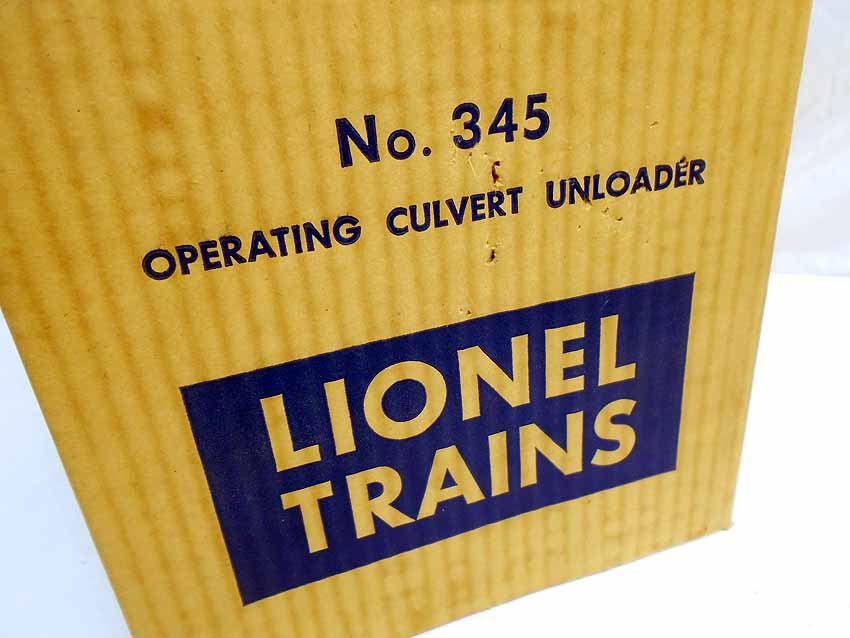 No. 345
OPERATING CULVERT UNLOADER
LIONEL
TRAINS